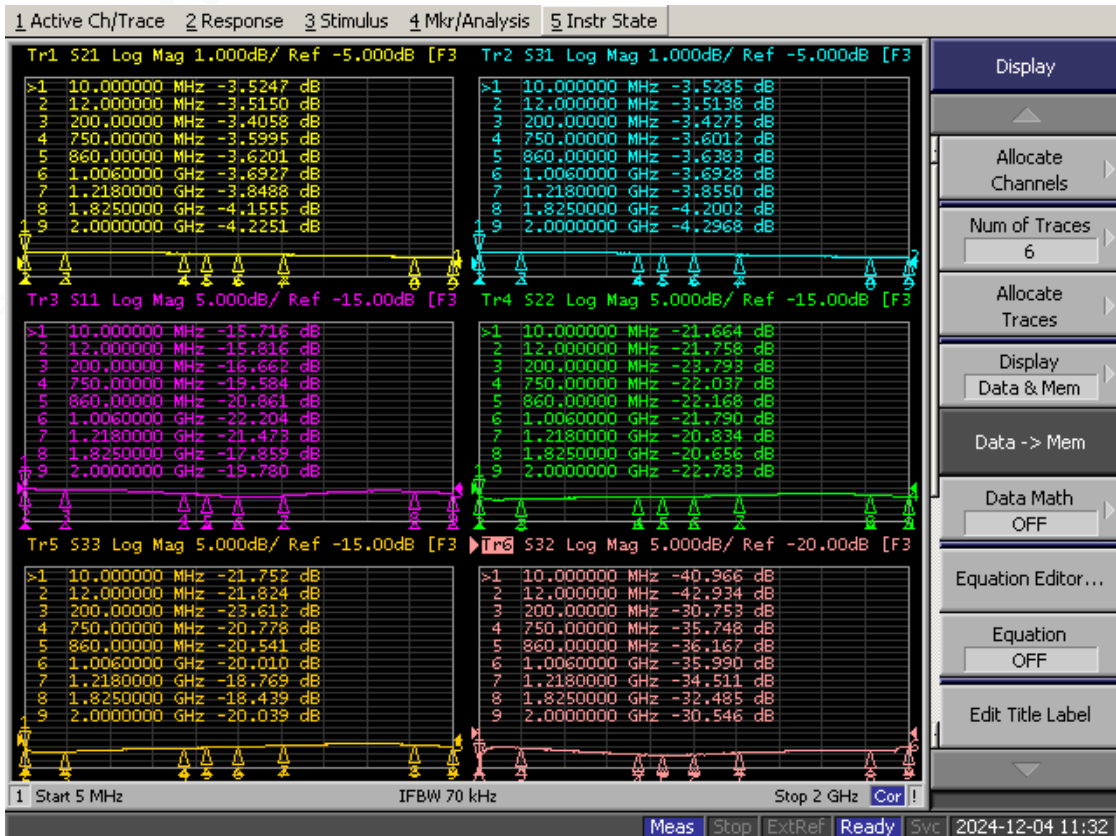 1 Active Ch/Trace 2 Response 3 Stimulus 4 Mkr/Analysis 5 Instr State
Tr1 S21 Log Mag 1.000dB/ Ref -5.000dB [F3
>1 10.000000 MHz -3.5247 dB
2 12.000000 MHz -3.5150 dB
3 200.00000 MHz -3.4058 dB
4 750.00000 MHz -3.5995 dB
5 860.00000 MHz -3.6201 dB
6 1.0060000 GHz -3.6927 dB
7 1.2180000 GHz -3.8488 dB
8 1.8250000 GHz -4.1555 dB
9 2.0000000 GHz -4.2251 dB
Tr2 S31 Log Mag 1.000dB/ Ref -5.000dB [F3
>1 10.000000 MHz -3.5285 dB
2 12.000000 MHz -3.5138 dB
3 200.00000 MHz -3.4275 dB
4 750.00000 MHz -3.6012 dB
5 860.00000 MHz -3.6383 dB
6 1.0060000 GHz -3.6928 dB
7 1.2180000 GHz -3.8550 dB
8 1.8250000 GHz -4.2002 dB
9 2.0000000 GHz -4.2968 dB
Tr3 S11 Log Mag 5.000dB/ Ref -15.00dB [F3
>1 10.000000 MHz -15.716 dB
2 12.000000 MHz -15.816 dB
3 200.00000 MHz -16.662 dB
4 750.00000 MHz -19.584 dB
5 860.00000 MHz -20.861 dB
6 1.0060000 GHz -22.204 dB
7 1.2180000 GHz -21.473 dB
8 1.8250000 GHz -17.859 dB
9 2.0000000 GHz -19.780 dB
Tr4 S22 Log Mag 5.000dB/ Ref -15.00dB [F3
>1 10.000000 MHz -21.664 dB
2 12.000000 MHz -21.758 dB
3 200.00000 MHz -23.793 dB
4 750.00000 MHz -22.037 dB
5 860.00000 MHz -22.168 dB
6 1.0060000 GHz -21.790 dB
7 1.2180000 GHz -20.834 dB
8 1.8250000 GHz -20.656 dB
9 2.0000000 GHz -22.783 dB
Tr5 S33 Log Mag 5.000dB/ Ref -15.00dB [F3
>1 10.000000 MHz -21.752 dB
2 12.000000 MHz -21.824 dB
3 200.00000 MHz -23.612 dB
4 750.00000 MHz -20.778 dB
5 860.00000 MHz -20.541 dB
6 1.0060000 GHz -20.010 dB
7 1.2180000 GHz -18.769 dB
8 1.8250000 GHz -18.439 dB
9 2.0000000 GHz -20.039 dB
Tr6 S32 Log Mag 5.000dB/ Ref -20.00dB [F3
>1 10.000000 MHz -40.966 dB
2 12.000000 MHz -42.934 dB
3 200.00000 MHz -30.753 dB
4 750.00000 MHz -35.748 dB
5 860.00000 MHz -36.167 dB
6 1.0060000 GHz -35.990 dB
7 1.2180000 GHz -34.511 dB
8 1.8250000 GHz -32.485 dB
9 2.0000000 GHz -30.546 dB
1 Start 5 MHz IFBW 70 kHz Stop 2 GHz Cor !
Display
Allocate
Channels
Num of Traces
6
Allocate
Traces
Display
Data & Mem
Data -> Mem
Data Math
OFF
Equation Editor...
Equation
OFF
Edit Title Label
Meas Stop ExtRef Ready Svc 2024-12-04 11:32